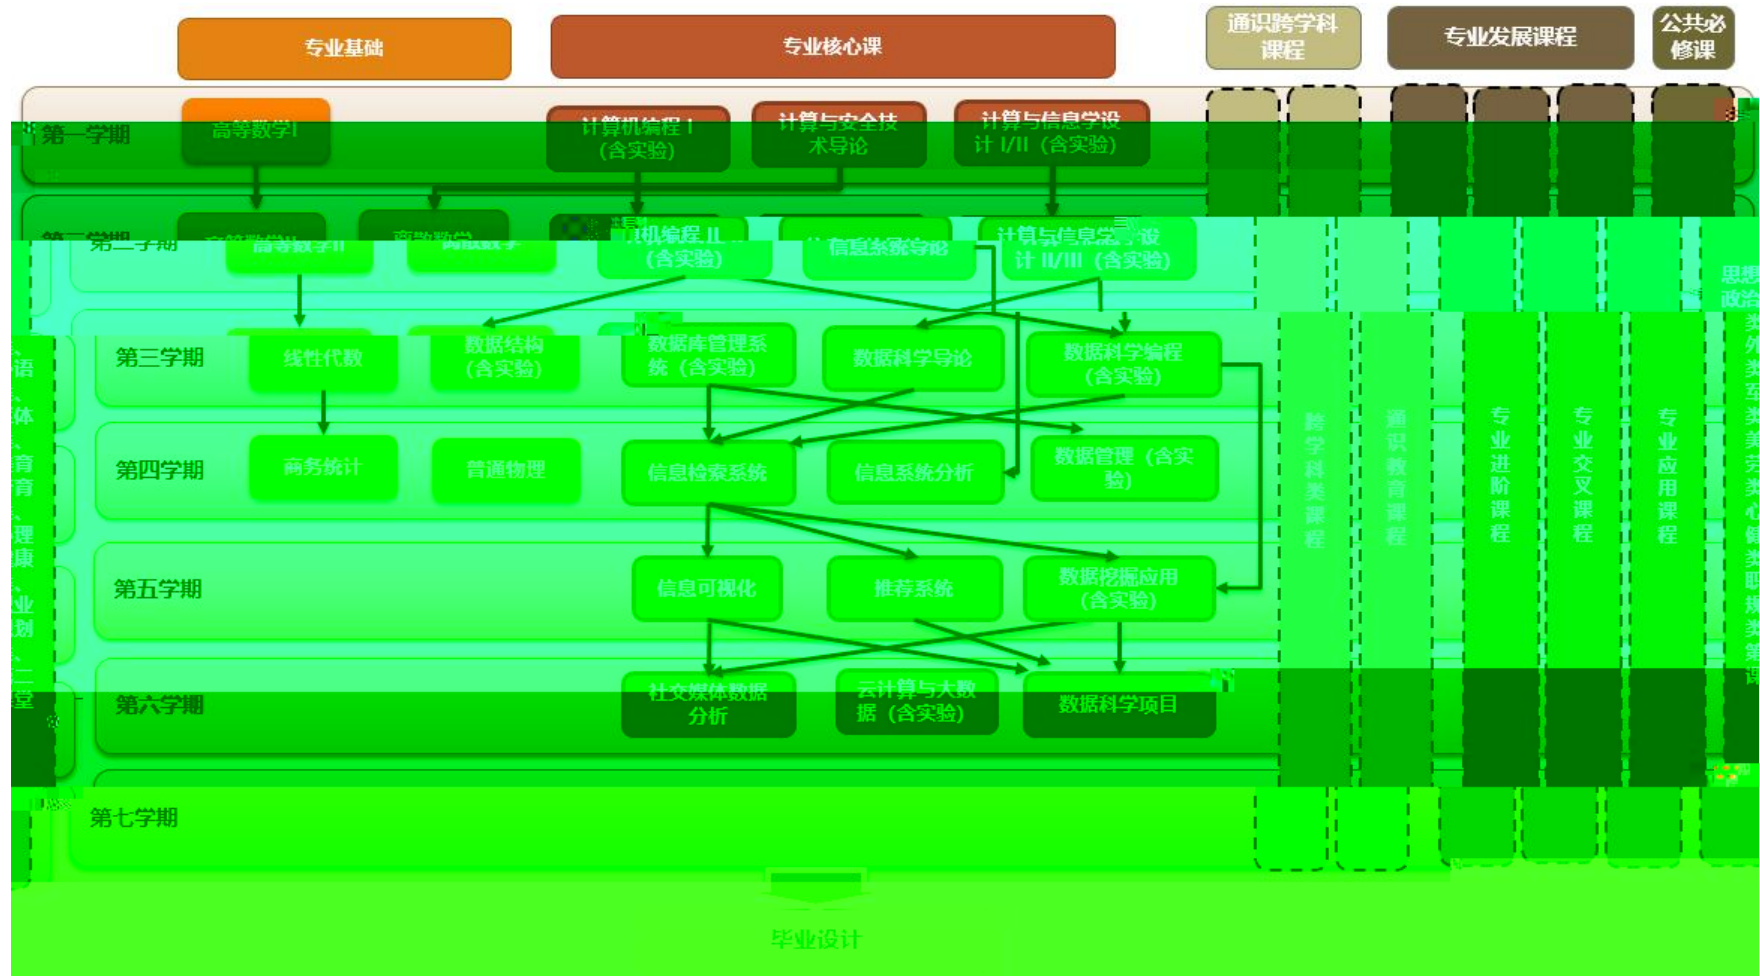 专业基础
专业核心课
通识跨学科
课程
专业发展课程
公共必
修课
第一学期
高等数学I
计算机编程 I
(含实验)
计算与安全技
术导论
计算与信息学设
计 I/II (含实验)
第二学期
高等数学II
离散数学
机编程 II
(含实验)
信息系统导论
计算与信息学设
计 II/III (含实验)
第三学期
线性代数
数据结构
(含实验)
数据库管理系
统 (含实验)
数据科学导论
数据科学编程
(含实验)
第四学期
商务统计
普通物理
信息检索系统
信息系统分析
数据管理 (含实
验)
第五学期
信息可视化
推荐系统
数据挖掘应用
(含实验)
第六学期
社交媒体数据
分析
云计算与大数
据 (含实验)
数据科学项目
第七学期
跨学科类课程
通识教育课程
专业进阶课程
专业交叉课程
专业应用课程
思想
政治
毕业设计